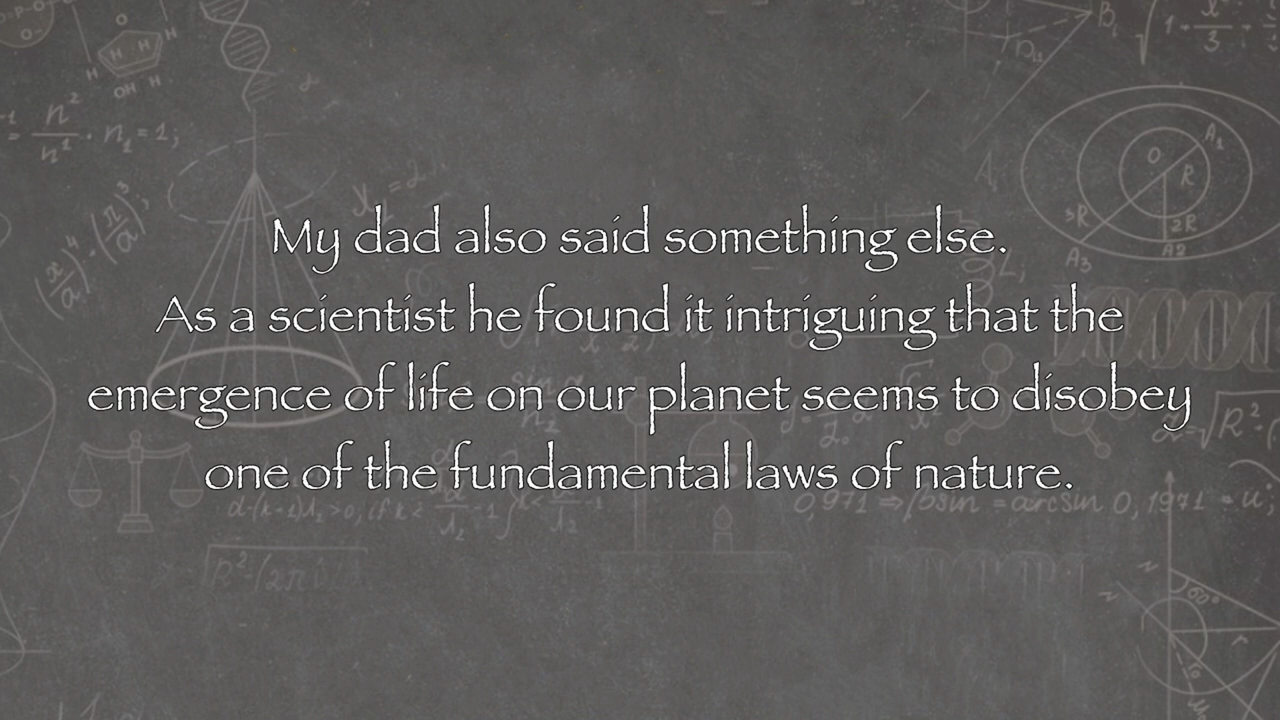 My dad also said something else.
As a scientist he found it intriguing that the
emergence of life on our planet seems to disobey
one of the fundamental laws of nature.